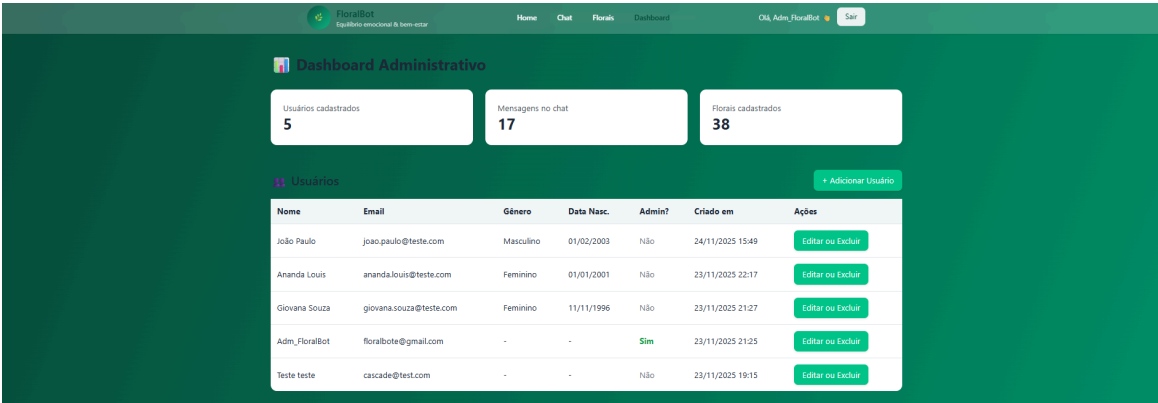 FloralBot
Equilíbrio emocional & bem-estar
Home Chat Florais Dashboard
Olá, Adm_FloralBot Sair
Dashboard Administrativo
Usuários cadastrados
5
Mensagens no chat
17
Florais cadastrados
38
Usuários
+ Adicionar Usuário
Nome Email Gênero Data Nasc. Admin? Criado em Ações
João Paulo joao.paulo@teste.com Masculino 01/02/2003 Não 24/11/2025 15:49 Editar ou Excluir
Ananda Louis ananda.louis@teste.com Feminino 01/01/2001 Não 23/11/2025 22:17 Editar ou Excluir
Giovana Souza giovana.souza@teste.com Feminino 11/11/1996 Não 23/11/2025 21:27 Editar ou Excluir
Adm_FloralBot floralbote@gmail.com - - Sim 23/11/2025 21:25 Editar ou Excluir
Teste teste cascade@test.com - - Não 23/11/2025 19:15 Editar ou Excluir